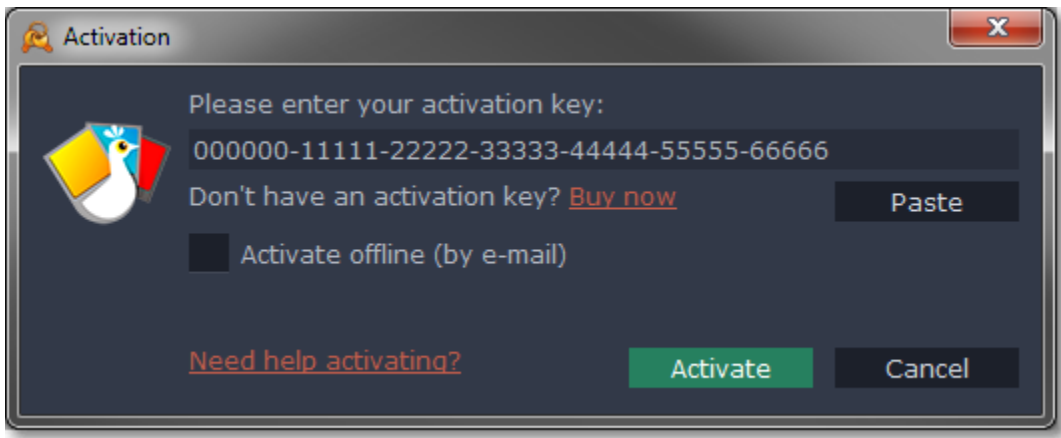 Activation
Please enter your activation key:
000000-11111-22222-33333-44444-55555-66666
Don't have an activation key? Buy now
Paste
Activate offline (by e-mail)
Need help activating?
Activate
Cancel